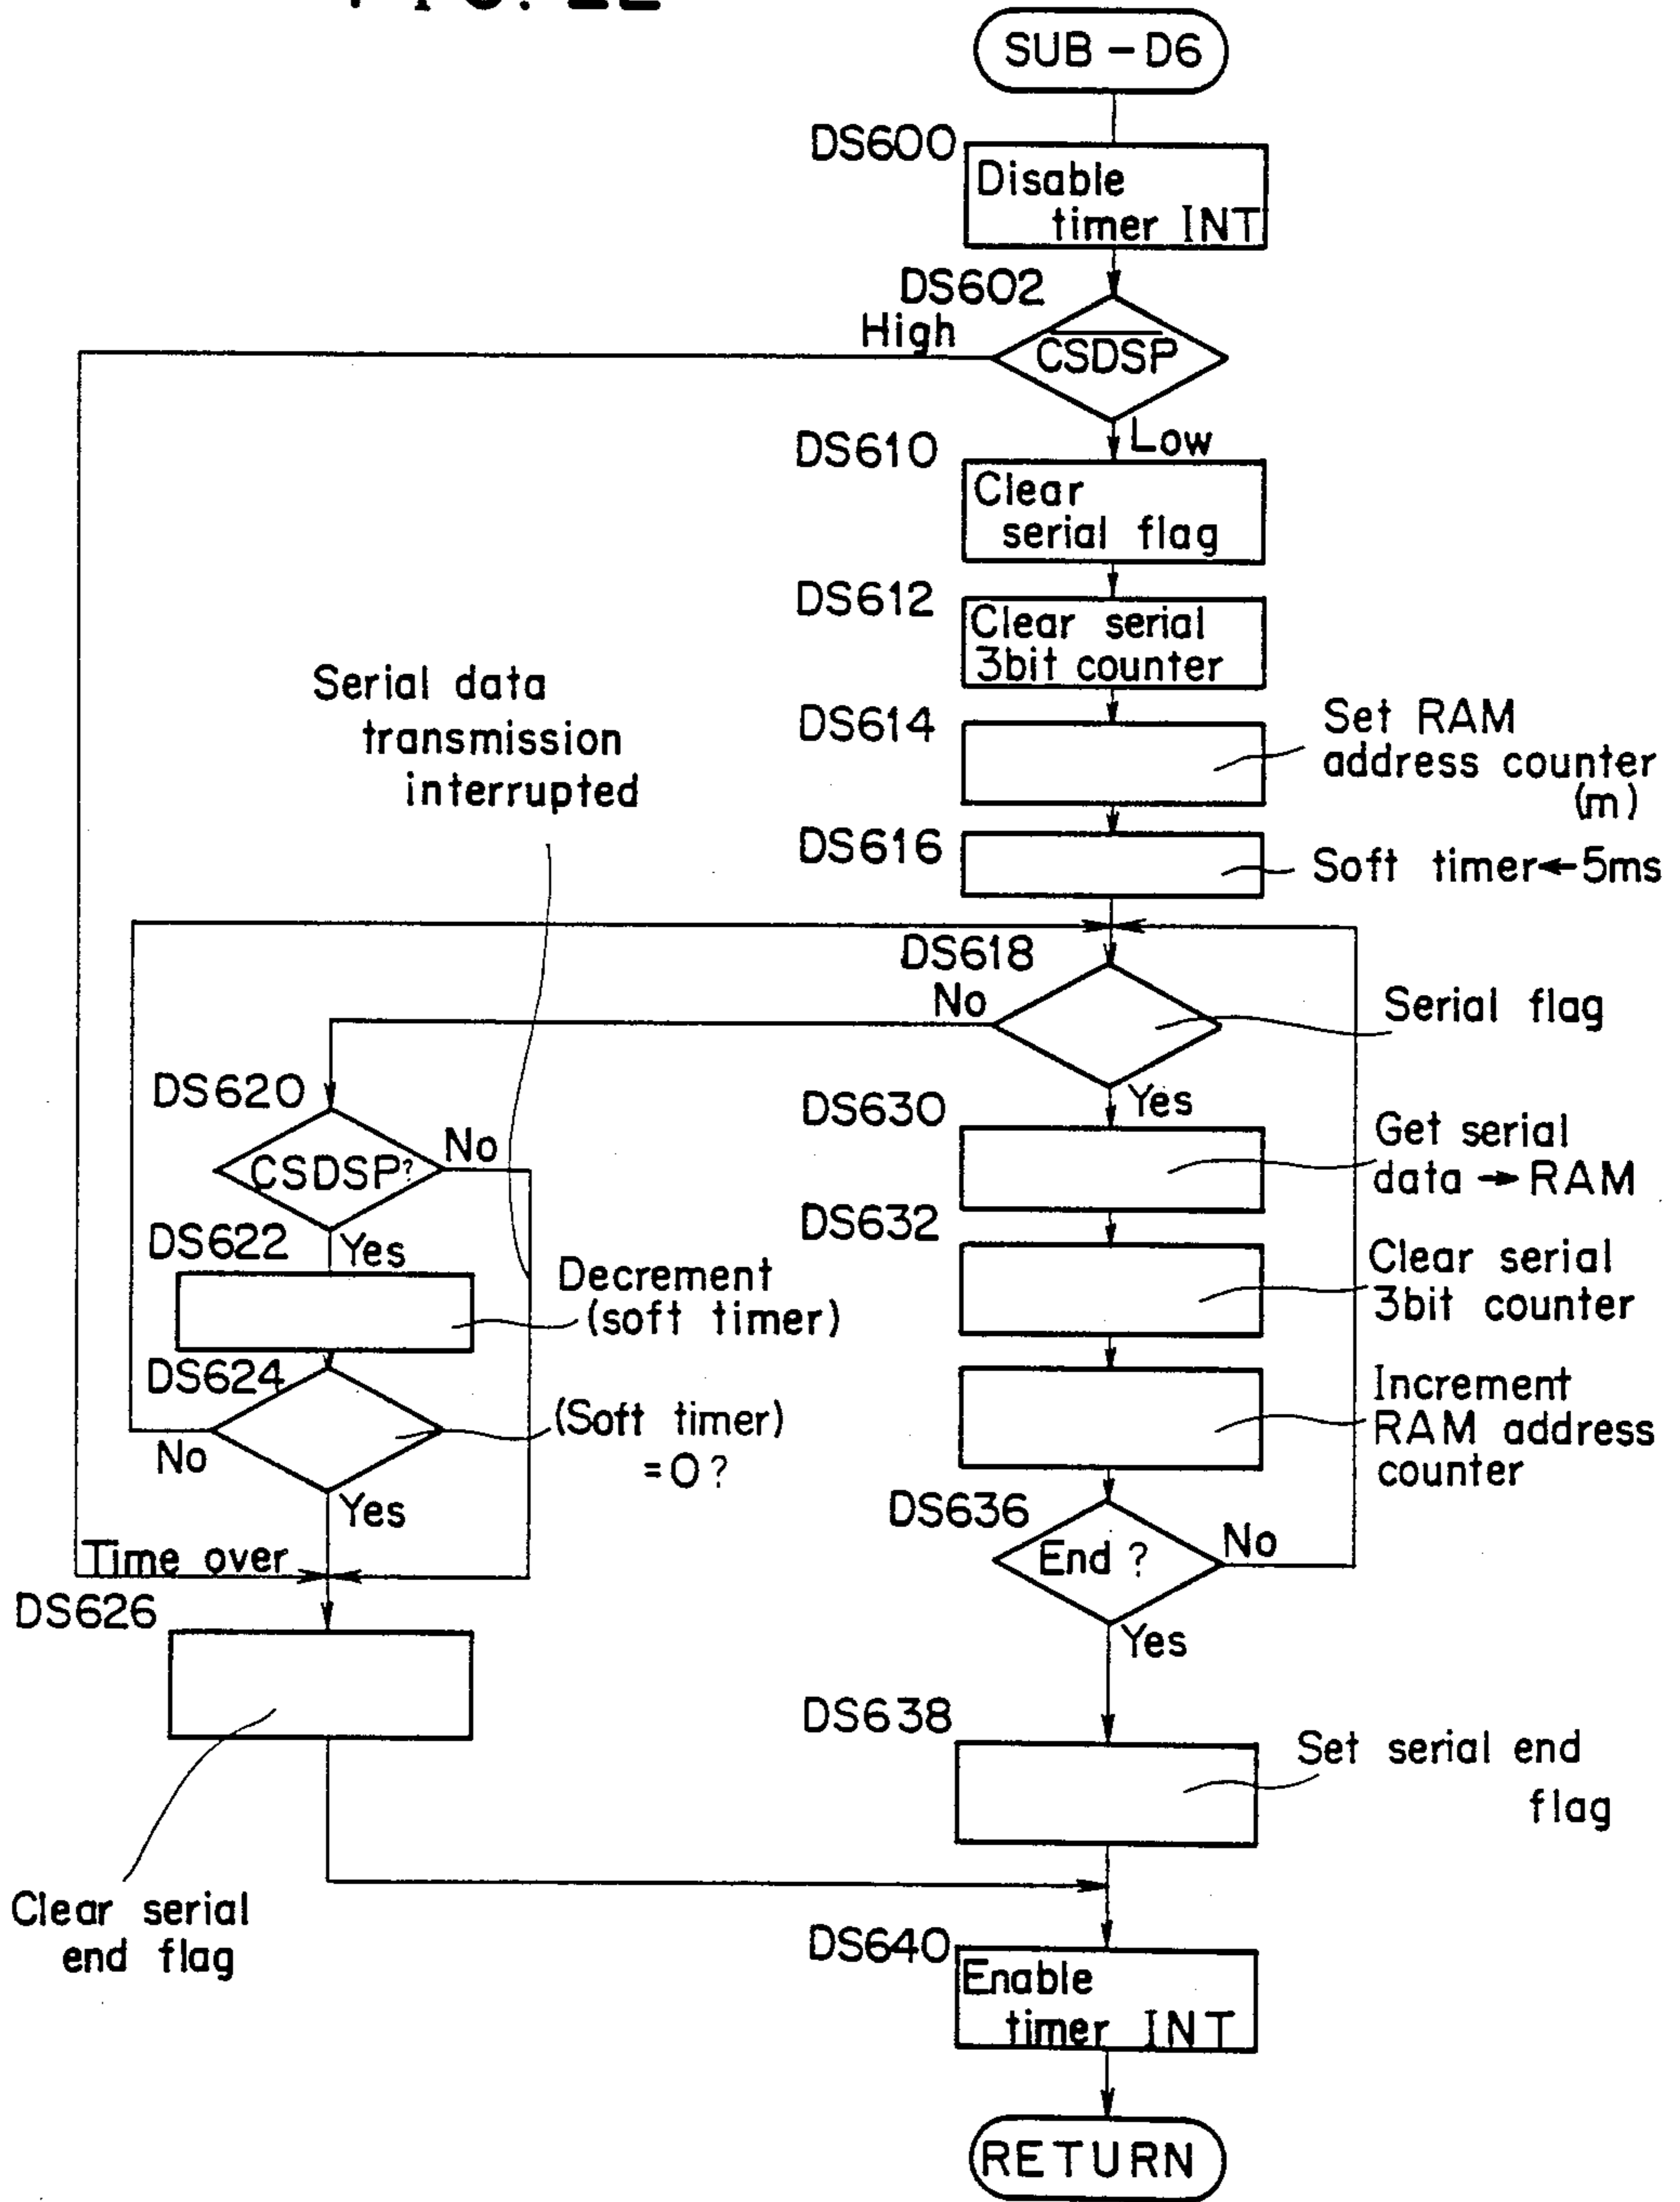 SUB-D6
DS600
Disable
timer INT
DS602
High
CSDSP
Low
DS610
Clear
serial flag
DS612
Clear serial
3bit counter
Serial data
transmission
interrupted
DS614
Set RAM
address counter
(m)
DS616
Soft timer←5ms
DS618
No
Serial flag
Yes
DS620
CSDSP?
No
Yes
DS622
Decrement
(soft timer)
DS624
(Soft timer)
=0?
No
Yes
Time over
DS626
Clear serial
end flag
DS630
Get serial
data → RAM
DS632
Clear serial
3bit counter
Increment
RAM address
counter
DS636
End ?
No
Yes
DS638
Set serial end
flag
DS640
Enable
timer INT
RETURN